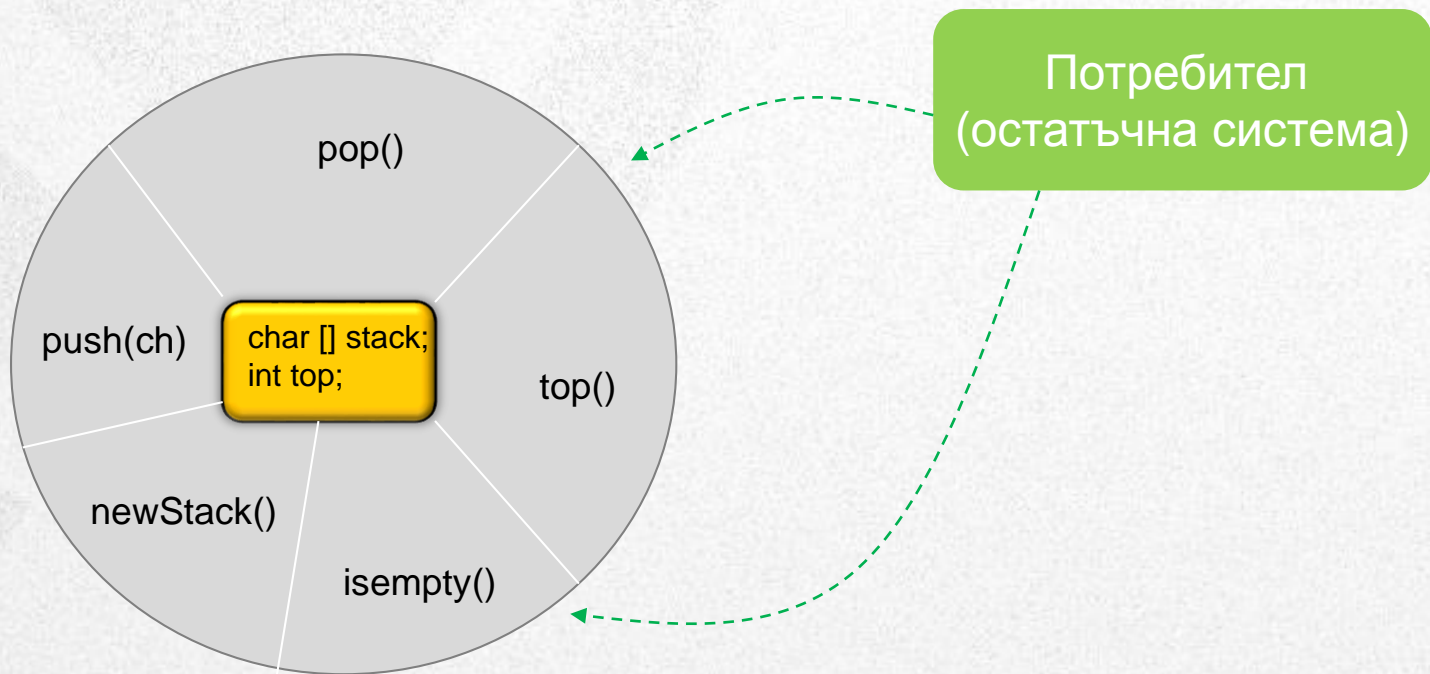 Потребител
(остатъчна система)
pop()
push(ch)
char [] stack;
int top;
top()
newStack()
isempty()